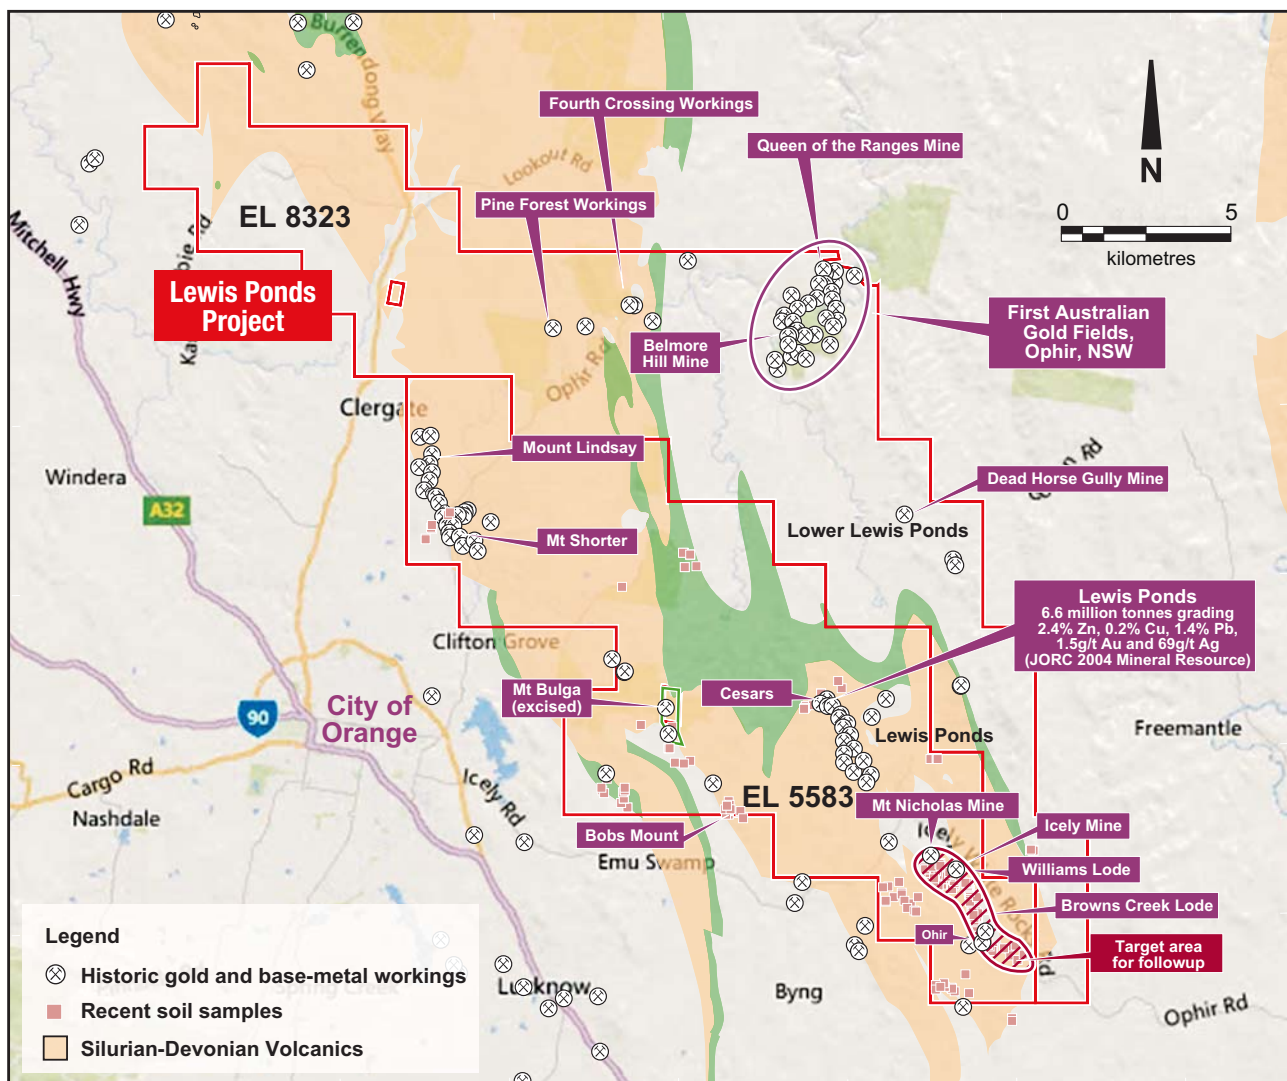 Burrendong Way
Fourth Crossing Workings
Queen of the Ranges Mine
N
Lookout Rd
Pine Forest Workings
EL 8323
0 5
kilometres
Mitchell Hwy
Lewis Ponds
Project
First Australian
Gold Fields,
Ophir, NSW
Belmore
Hill Mine
Ophir Rd
Clergate
Mount Lindsay
Windera
Dead Horse Gully Mine
A32
Lower Lewis Ponds
Mt Shorter
Lewis Ponds
6.6 million tonnes grading
2.4% Zn, 0.2% Cu, 1.4% Pb,
1.5g/t Au and 69g/t Ag
(JORC 2004 Mineral Resource)
Clifton Grove
Mt Bulga
(excised)
Cesars
City of
Orange
90
Lewis Ponds
Freemantle
Cargo Rd
Icely Rd
EL 5583
Mt Nicholas Mine
Nashdale
Bobs Mount
Icely Mine
Emu Swamp
Williams Lode
Browns Creek Lode
Ohir
Target area
for followup
Legend
Historic gold and base-metal workings
Recent soil samples
Silurian-Devonian Volcanics
Byng
Ophir Rd